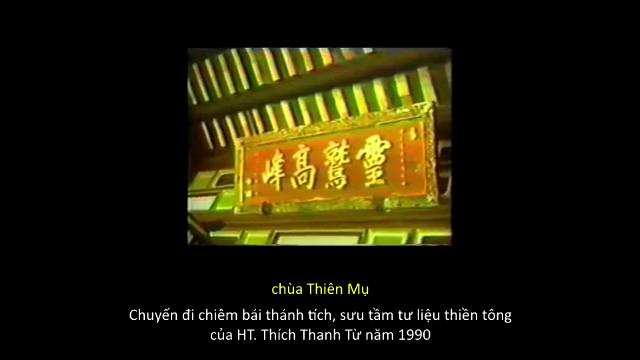 靈鷲高峰
chùa Thiên Mụ
Chuyến đi chiêm bái thánh tích, sưu tầm tư liệu thiền tông
của HT. Thích Thanh Từ năm 1990